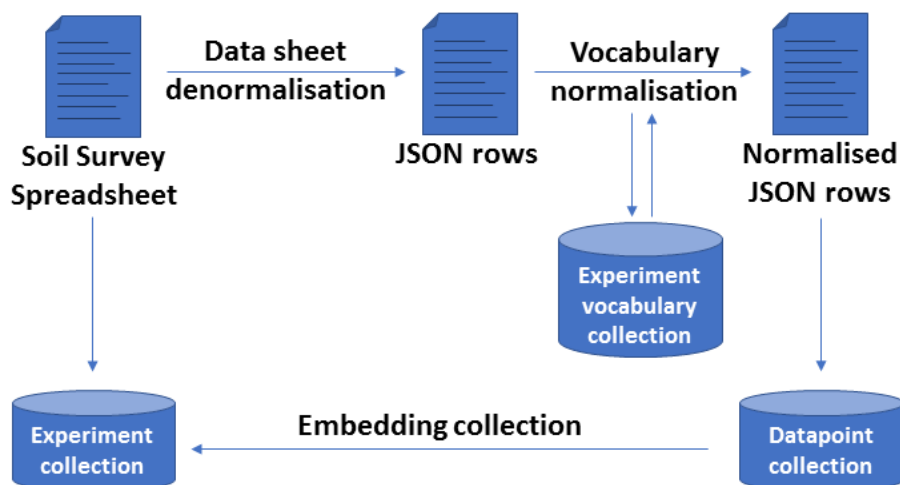 Data sheet
denormalisation
Vocabulary
normalisation
Soil Survey
Spreadsheet
JSON rows
Normalised
JSON rows
Experiment
vocabulary
collection
Experiment
collection
Embedding collection
Datapoint
collection